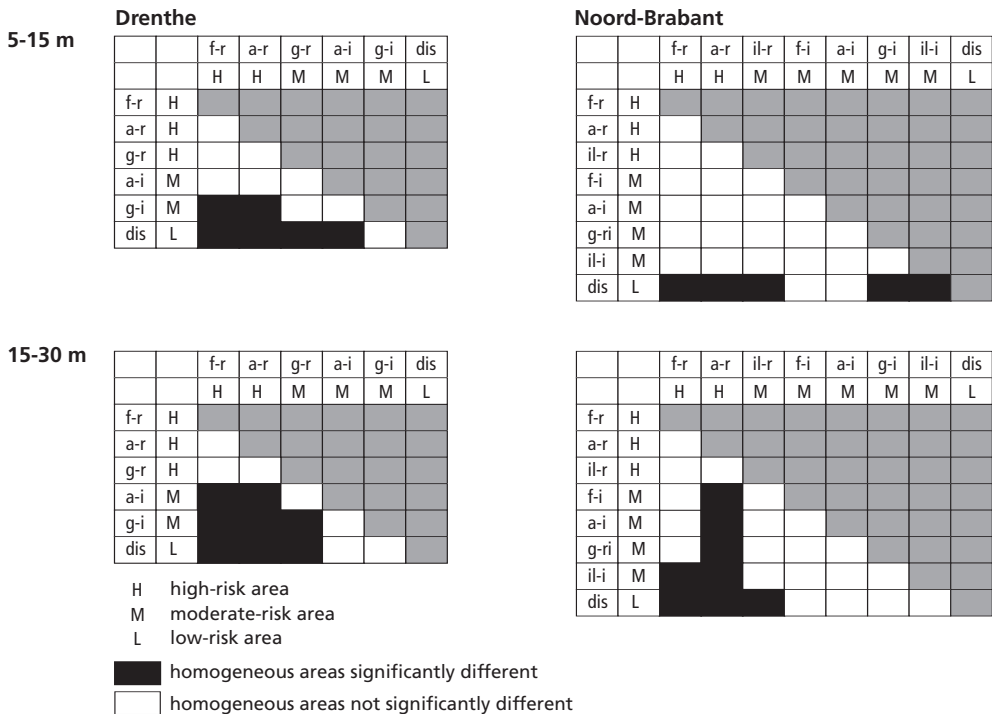 Drenthe Noord-Brabant
5-15 m
f-r a-r g-r a-i g-i dis f-r a-r il-r f-i a-i g-i il-i dis
H H M M M L H H M M M M M L
f-r H f-r H
a-r H a-r H
g-r H il-r H
a-i M f-i M
g-i M a-i M
dis L g-ri M
il-i M
dis L
15-30 m
f-r a-r g-r a-i g-i dis f-r a-r il-r f-i a-i g-i il-i dis
H H M M M L H H M M M M M L
f-r H f-r H
a-r H a-r H
g-r H il-r H
a-i M f-i M
g-i M a-i M
dis L g-ri M
il-i M
dis L
H high-risk area
M moderate-risk area
L low-risk area
homogeneous areas significantly different
homogeneous areas not significantly different